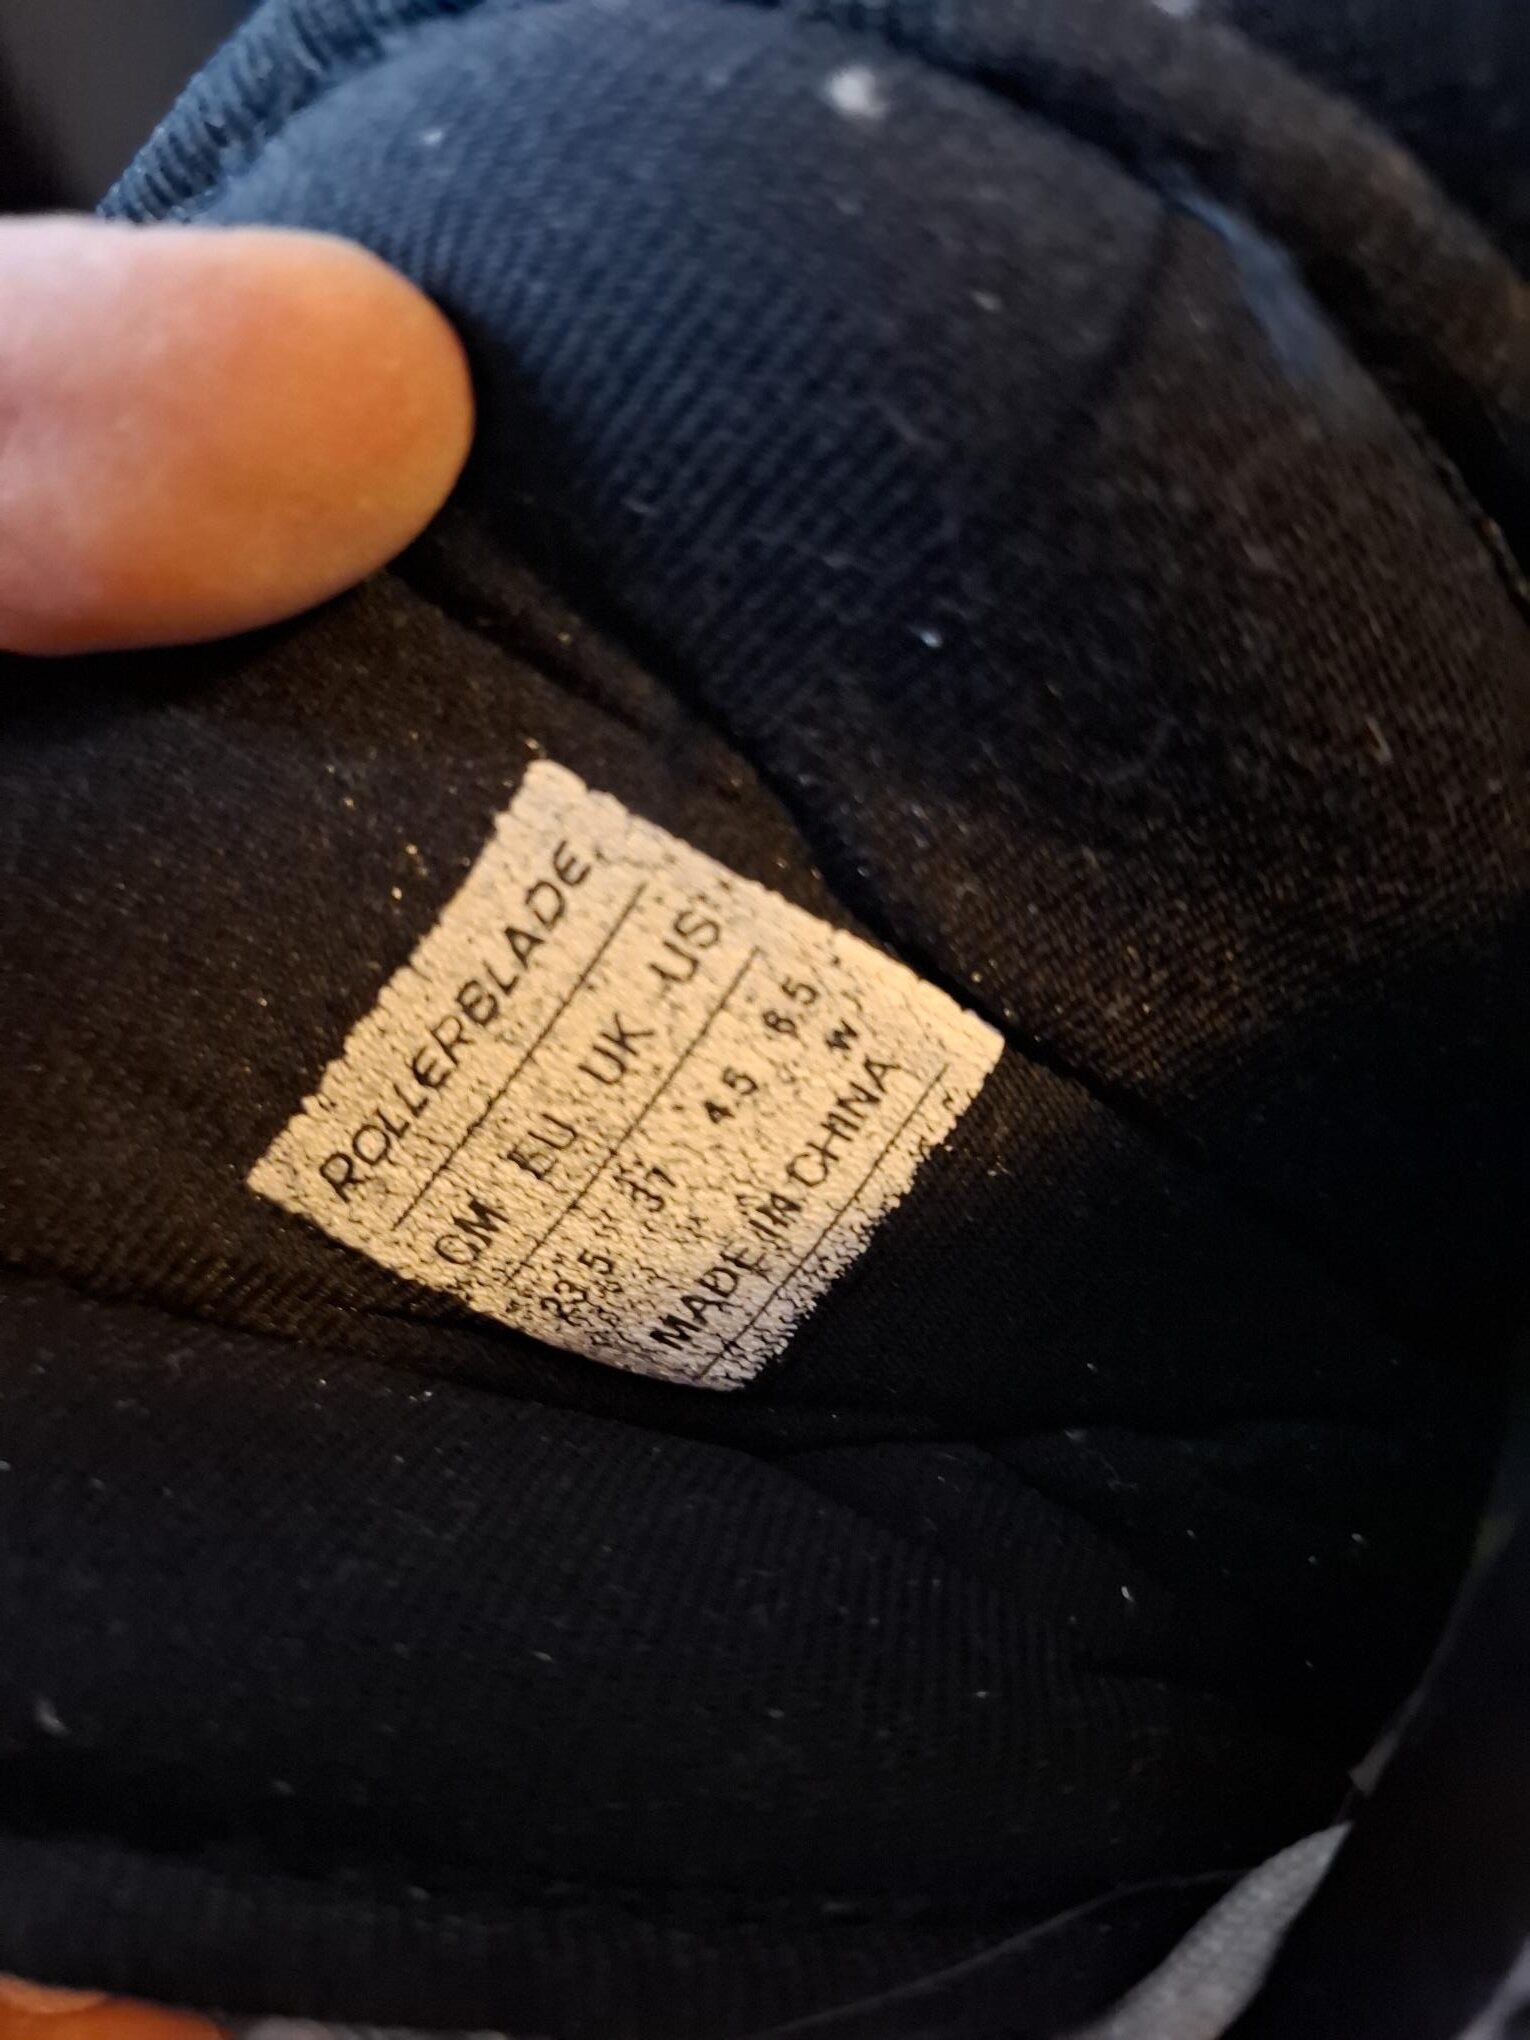 ROLLERBLADE
CM EU UK US
23.5 37 4.5 6.5
W
MADE IN CHINA